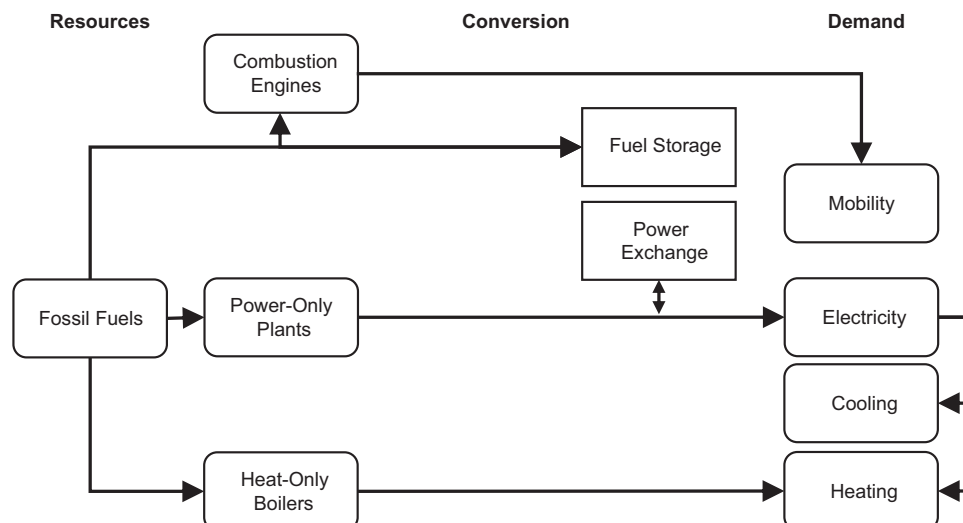 Resources
Conversion
Demand
Combustion
Engines
Fuel Storage
Mobility
Power
Exchange
Fossil Fuels
Power-Only
Plants
Electricity
Cooling
Heat-Only
Boilers
Heating